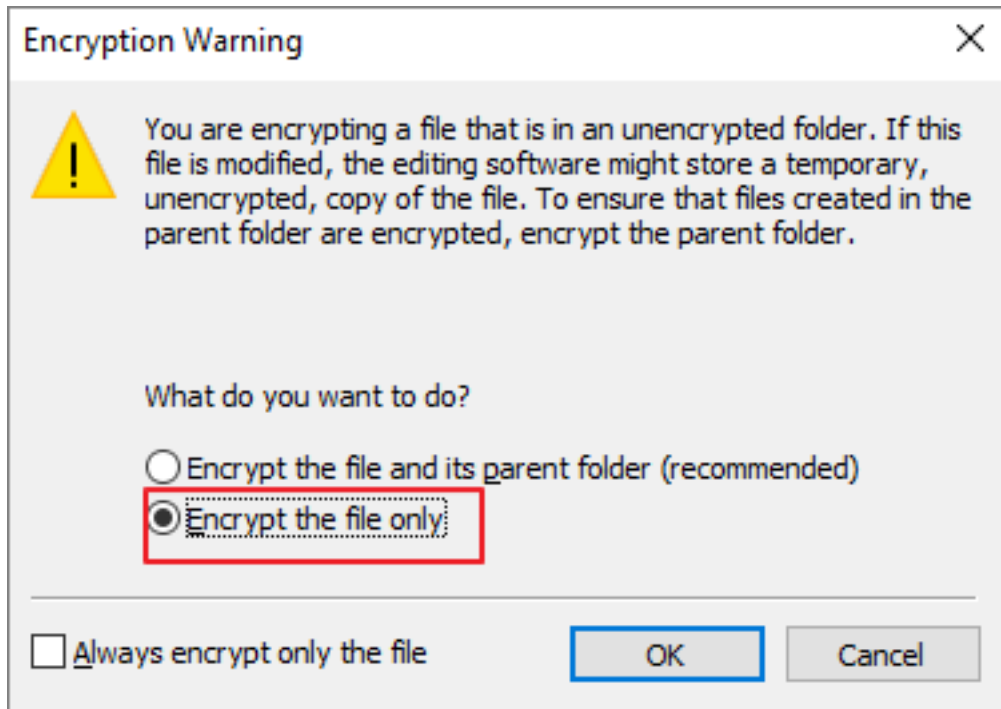 Encryption Warning
You are encrypting a file that is in an unencrypted folder. If this
file is modified, the editing software might store a temporary,
unencrypted, copy of the file. To ensure that files created in the
parent folder are encrypted, encrypt the parent folder.
What do you want to do?
Encrypt the file and its parent folder (recommended)
Encrypt the file only
Always encrypt only the file
OK
Cancel